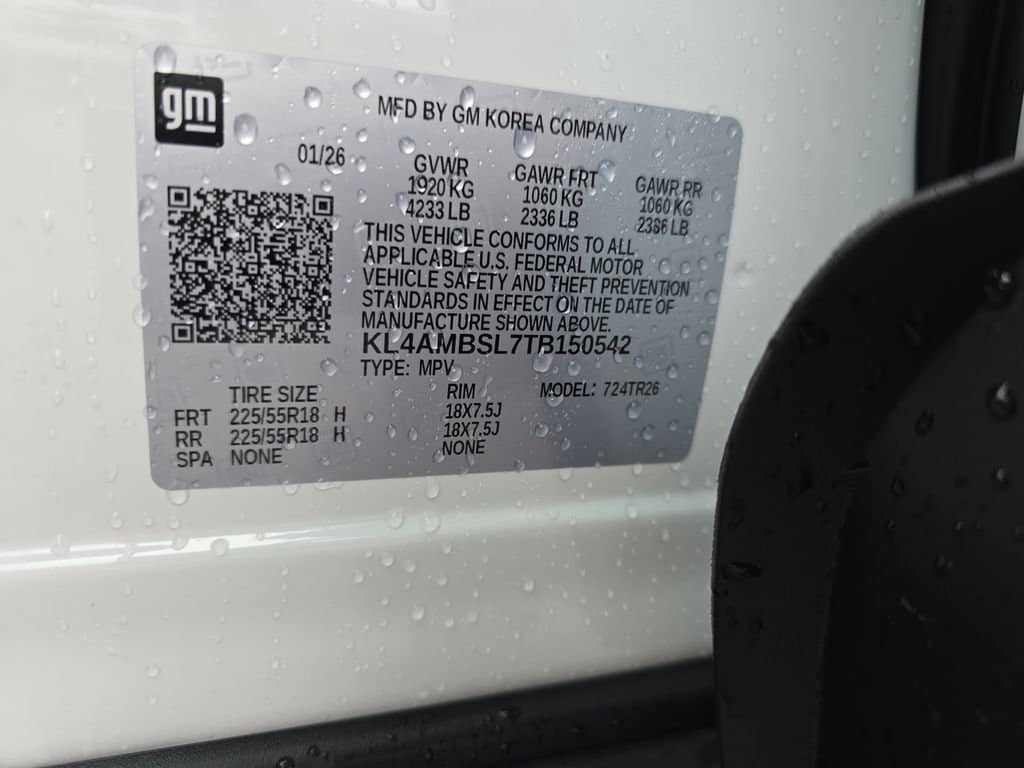 gm
MFD BY GM KOREA COMPANY
01/26
GVWR GAWR FRT GAWR RR
1920 KG 1060 KG 1060 KG
4233 LB 2336 LB 2336 LB
THIS VEHICLE CONFORMS TO ALL
APPLICABLE U.S. FEDERAL MOTOR
VEHICLE SAFETY AND THEFT PREVENTION
STANDARDS IN EFFECT ON THE DATE OF
MANUFACTURE SHOWN ABOVE.
KL4AMBSL7TB150542
TYPE: MPV
TIRE SIZE RIM MODEL: 724TR26
FRT 225/55R18 H 18X7.5J
RR 225/55R18 H 18X7.5J
SPA NONE NONE